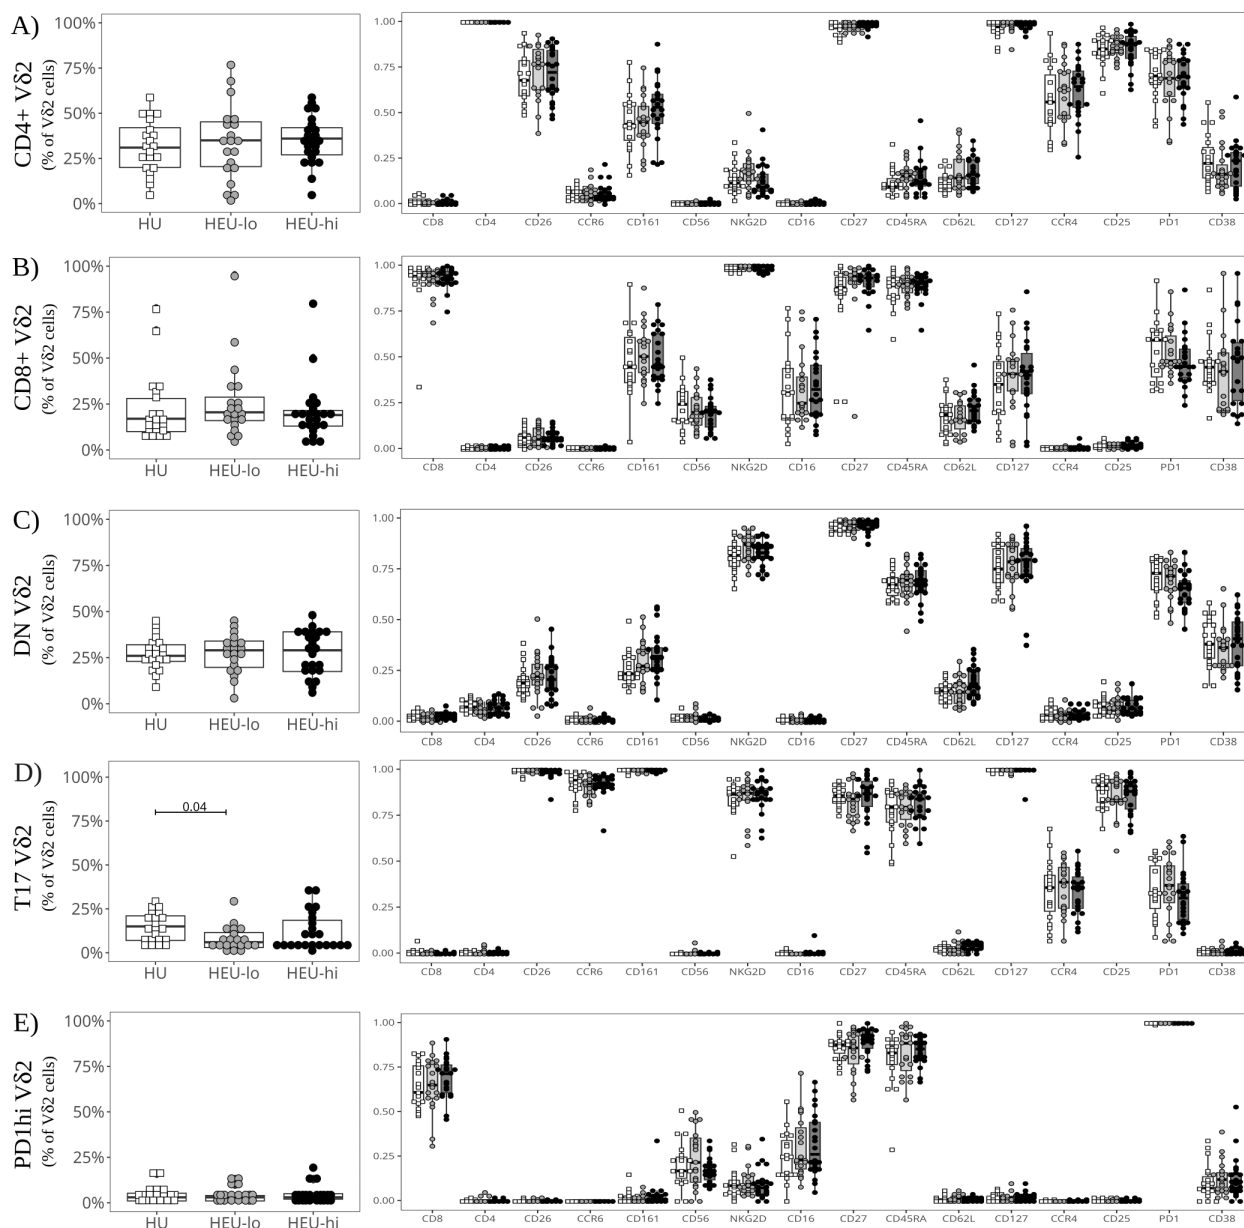 A)
CD4+ Vδ2
(% of Vδ2 cells)
100%
75%
50%
25%
0%
HU HEU-lo HEU-hi
1.00
0.75
0.50
0.25
0.00
CD8 CD4 CD26 CCR6 CD161 CD56 NKG2D CD16 CD27 CD45RA CD62L CD127 CCR4 CD25 PD1 CD38
B)
CD8+ Vδ2
(% of Vδ2 cells)
100%
75%
50%
25%
0%
HU HEU-lo HEU-hi
1.00
0.75
0.50
0.25
0.00
CD8 CD4 CD26 CCR6 CD161 CD56 NKG2D CD16 CD27 CD45RA CD62L CD127 CCR4 CD25 PD1 CD38
C)
DN Vδ2
(% of Vδ2 cells)
100%
75%
50%
25%
0%
HU HEU-lo HEU-hi
1.00
0.75
0.50
0.25
0.00
CD8 CD4 CD26 CCR6 CD161 CD56 NKG2D CD16 CD27 CD45RA CD62L CD127 CCR4 CD25 PD1 CD38
D)
T17 Vδ2
(% of Vδ2 cells)
100%
75%
50%
25%
0%
0.04
HU HEU-lo HEU-hi
1.00
0.75
0.50
0.25
0.00
CD8 CD4 CD26 CCR6 CD161 CD56 NKG2D CD16 CD27 CD45RA CD62L CD127 CCR4 CD25 PD1 CD38
E)
PD1hi Vδ2
(% of Vδ2 cells)
100%
75%
50%
25%
0%
HU HEU-lo HEU-hi
1.00
0.75
0.50
0.25
0.00
CD8 CD4 CD26 CCR6 CD161 CD56 NKG2D CD16 CD27 CD45RA CD62L CD127 CCR4 CD25 PD1 CD38